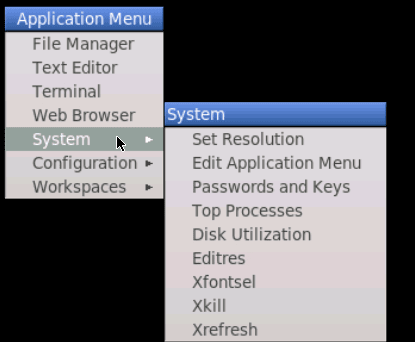 Application Menu
File Manager
Text Editor
Terminal
Web Browser
System
Configuration
Workspaces
System
Set Resolution
Edit Application Menu
Passwords and Keys
Top Processes
Disk Utilization
Editres
Xfontsel
Xkill
Xrefresh